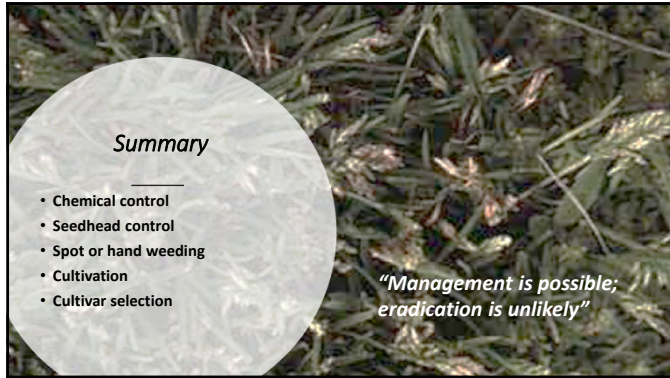 Summary
• Chemical control
• Seedhead control
• Spot or hand weeding
• Cultivation
• Cultivar selection
“Management is possible;
eradication is unlikely”